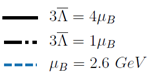 3Λ̅ = 4μ_B
3Λ̅ = 1μ_B
μ_B = 2.6 GeV